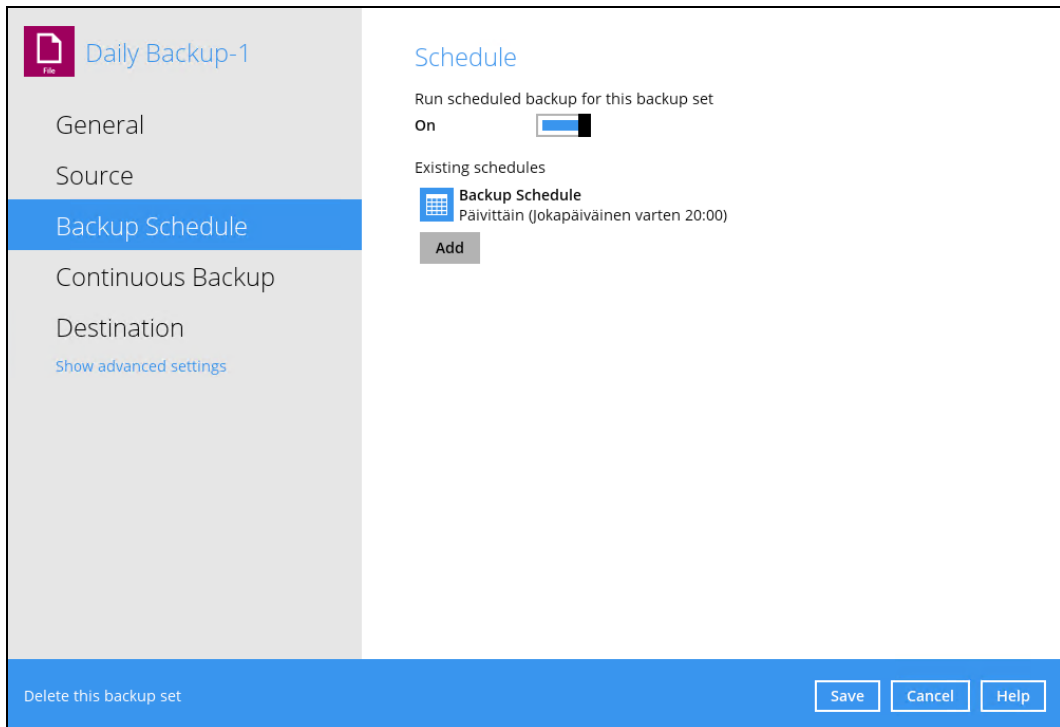 File
Daily Backup-1
General
Source
Backup Schedule
Continuous Backup
Destination
Show advanced settings
Schedule
Run scheduled backup for this backup set
On
Existing schedules
Backup Schedule
Päivittäin (Jokapäiväinen varten 20:00)
Add
Delete this backup set
Save
Cancel
Help